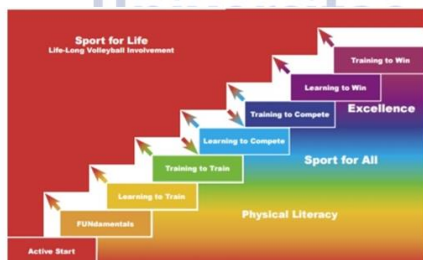 Sport for Life
Life-Long Volleyball Involvement
Training to Win
Learning to Win
Excellence
Training to Compete
Learning to Compete
Sport for All
Training to Train
Learning to Train
Physical Literacy
FUNdamentals
Active Start